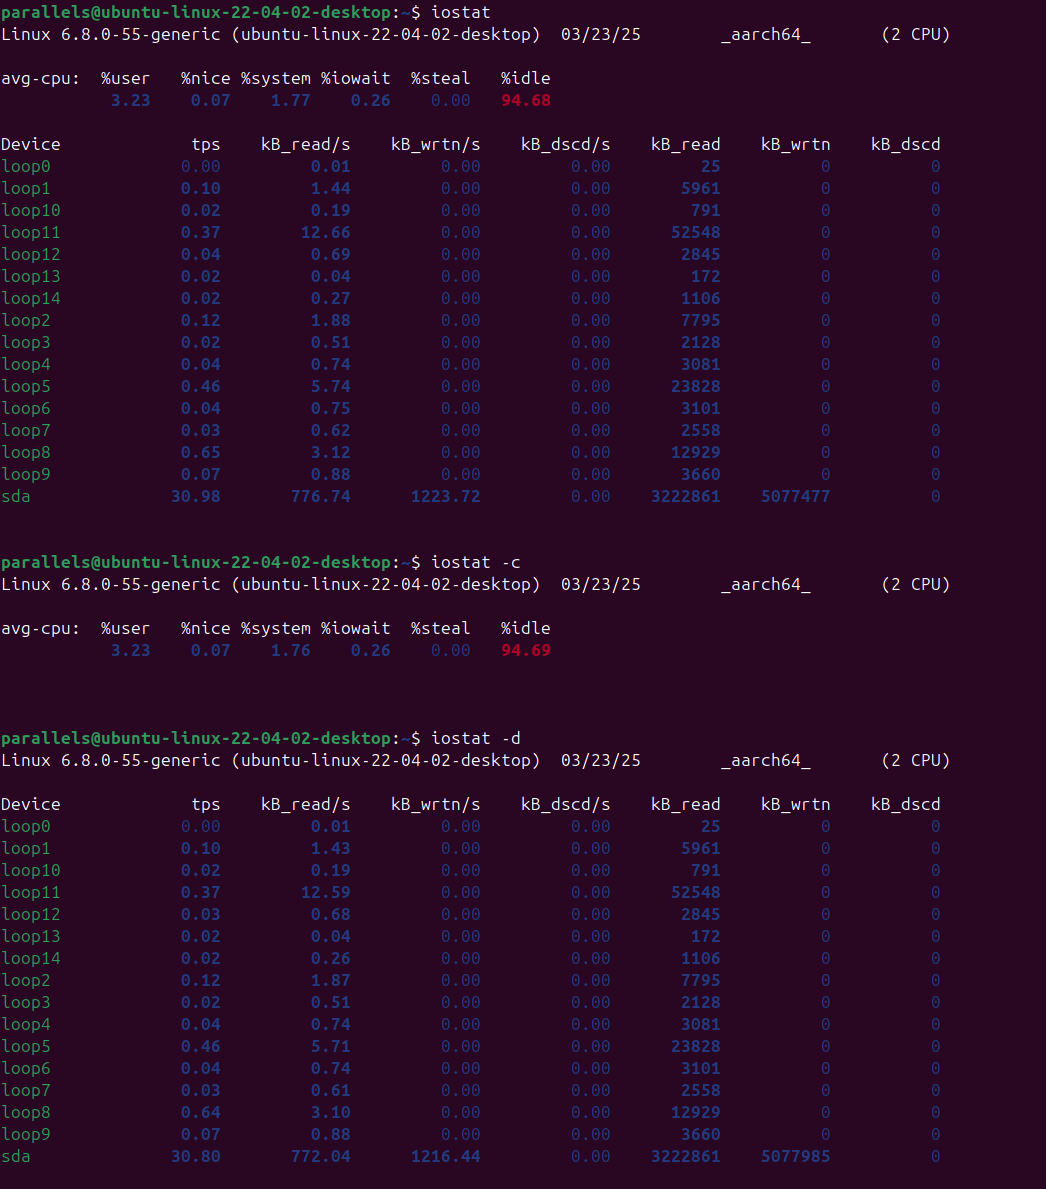 parallels@ubuntu-linux-22-04-02-desktop:~$ iostat
Linux 6.8.0-55-generic (ubuntu-linux-22-04-02-desktop)  03/23/25        _aarch64_       (2 CPU)
avg-cpu:  %user   %nice %system %iowait  %steal   %idle
           3.23    0.07    1.77    0.26    0.00   94.68
Device             tps    kB_read/s    kB_wrtn/s    kB_dscd/s    kB_read    kB_wrtn    kB_dscd
loop0             0.00         0.01         0.00         0.00         25          0          0
loop1             0.10         1.44         0.00         0.00       5961          0          0
loop10            0.02         0.19         0.00         0.00        791          0          0
loop11            0.37        12.66         0.00         0.00      52548          0          0
loop12            0.04         0.69         0.00         0.00       2845          0          0
loop13            0.02         0.04         0.00         0.00        172          0          0
loop14            0.02         0.27         0.00         0.00       1106          0          0
loop2             0.12         1.88         0.00         0.00       7795          0          0
loop3             0.02         0.51         0.00         0.00       2128          0          0
loop4             0.04         0.74         0.00         0.00       3081          0          0
loop5             0.46         5.74         0.00         0.00      23828          0          0
loop6             0.04         0.75         0.00         0.00       3101          0          0
loop7             0.03         0.62         0.00         0.00       2558          0          0
loop8             0.65         3.12         0.00         0.00      12929          0          0
loop9             0.07         0.88         0.00         0.00       3660          0          0
sda              30.98       776.74      1223.72         0.00    3222861    5077477          0
parallels@ubuntu-linux-22-04-02-desktop:~$ iostat -c
Linux 6.8.0-55-generic (ubuntu-linux-22-04-02-desktop)  03/23/25        _aarch64_       (2 CPU)
avg-cpu:  %user   %nice %system %iowait  %steal   %idle
           3.23    0.07    1.76    0.26    0.00   94.69
parallels@ubuntu-linux-22-04-02-desktop:~$ iostat -d
Linux 6.8.0-55-generic (ubuntu-linux-22-04-02-desktop)  03/23/25        _aarch64_       (2 CPU)
Device             tps    kB_read/s    kB_wrtn/s    kB_dscd/s    kB_read    kB_wrtn    kB_dscd
loop0             0.00         0.01         0.00         0.00         25          0          0
loop1             0.10         1.43         0.00         0.00       5961          0          0
loop10            0.02         0.19         0.00         0.00        791          0          0
loop11            0.37        12.59         0.00         0.00      52548          0          0
loop12            0.03         0.68         0.00         0.00       2845          0          0
loop13            0.02         0.04         0.00         0.00        172          0          0
loop14            0.02         0.26         0.00         0.00       1106          0          0
loop2             0.12         1.87         0.00         0.00       7795          0          0
loop3             0.02         0.51         0.00         0.00       2128          0          0
loop4             0.04         0.74         0.00         0.00       3081          0          0
loop5             0.46         5.71         0.00         0.00      23828          0          0
loop6             0.04         0.74         0.00         0.00       3101          0          0
loop7             0.03         0.61         0.00         0.00       2558          0          0
loop8             0.64         3.10         0.00         0.00      12929          0          0
loop9             0.07         0.88         0.00         0.00       3660          0          0
sda              30.80       772.04      1216.44         0.00    3222861    5077985          0